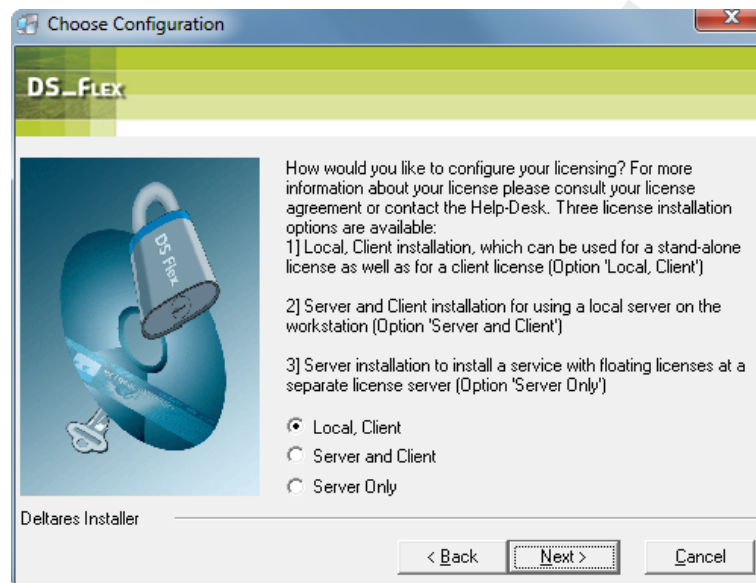 Choose Configuration
DS_FLEX
How would you like to configure your licensing? For more
information about your license please consult your license
agreement or contact the Help-Desk. Three license installation
options are available:
1] Local, Client installation, which can be used for a stand-alone
license as well as for a client license (Option 'Local, Client')
2] Server and Client installation for using a local server on the
workstation (Option 'Server and Client')
3] Server installation to install a service with floating licenses at a
separate license server (Option 'Server Only')
DS Flex
Local, Client
Server and Client
Server Only
Deltares Installer
< Back
Next >
Cancel